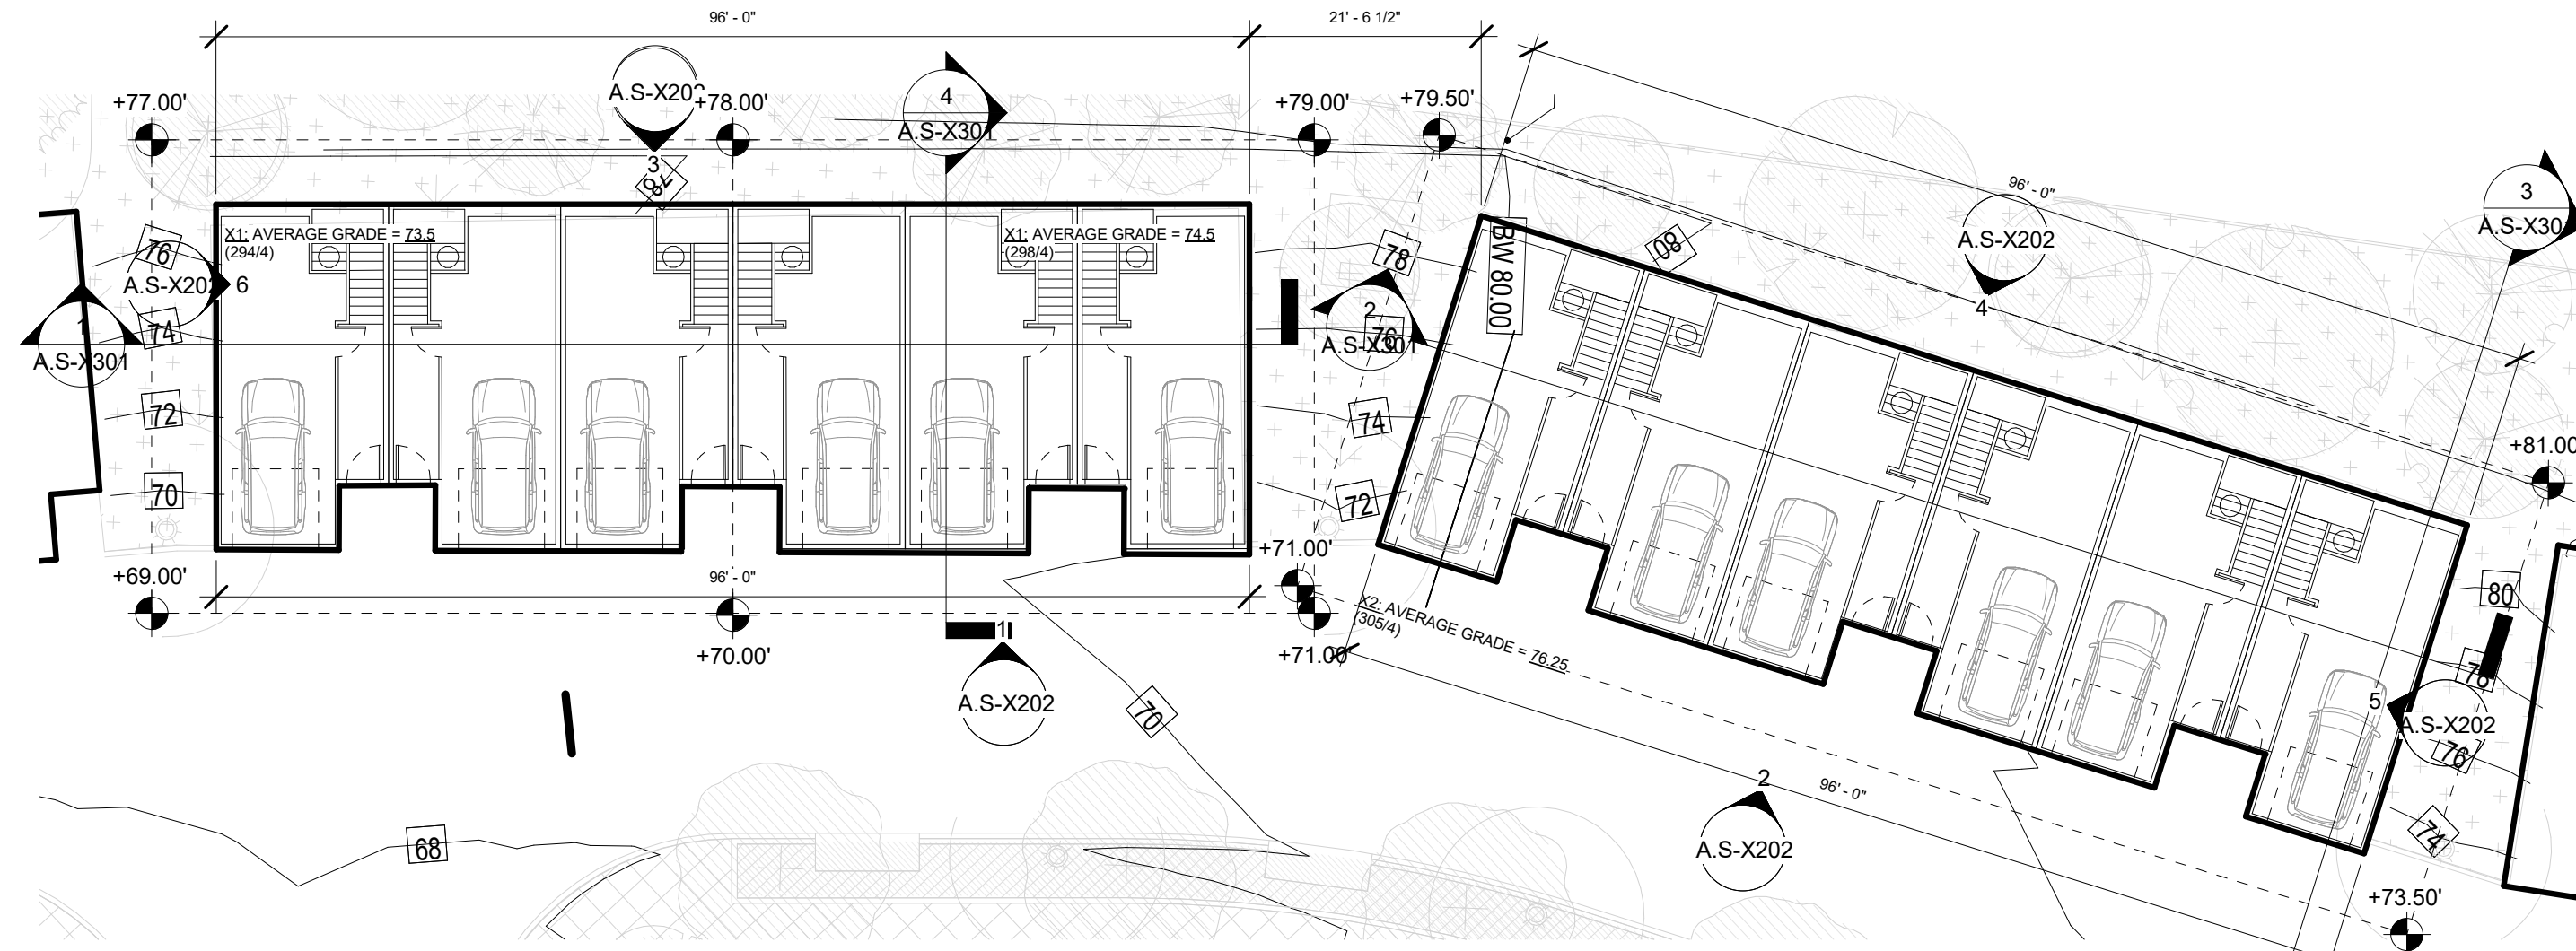 96' - 0"
21' - 6 1/2"
+77.00'
A.S-X202
+78.00'
4
A.S-X301
+79.00'
+79.50'
3
78
96' - 0"
3
A.S-X301
X1: AVERAGE GRADE = 73.5
(294/4)
X1: AVERAGE GRADE = 74.5
(298/4)
76
A.S-X202
6
78
BW 80.00
80
A.S-X202
4
1
A.S-X301
74
2
76
A.S-X301
72
74
70
72
+81.00
+69.00'
96' - 0"
+71.00'
+70.00'
+71.00'
X2: AVERAGE GRADE = 76.25
(305/4)
80
78
1
A.S-X202
70
5
A.S-X202
76
2
96' - 0"
A.S-X202
68
74
+73.50'